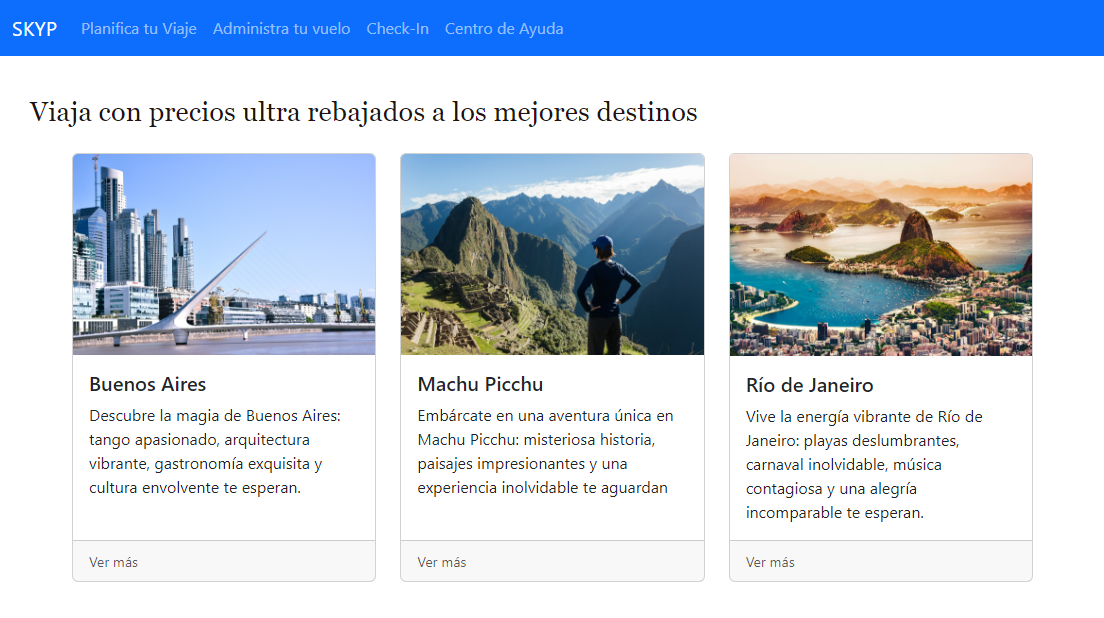 SKYP Planifica tu Viaje Administra tu vuelo Check-In Centro de Ayuda
Viaja con precios ultra rebajados a los mejores destinos
Buenos Aires
Descubre la magia de Buenos Aires:
tango apasionado, arquitectura
vibrante, gastronomía exquisita y
cultura envolvente te esperan.
Ver más
Machu Picchu
Embárcate en una aventura única en
Machu Picchu: misteriosa historia,
paisajes impresionantes y una
experiencia inolvidable te aguardan
Ver más
Río de Janeiro
Vive la energía vibrante de Río de
Janeiro: playas deslumbrantes,
carnaval inolvidable, música
contagiosa y una alegría
incomparable te esperan.
Ver más